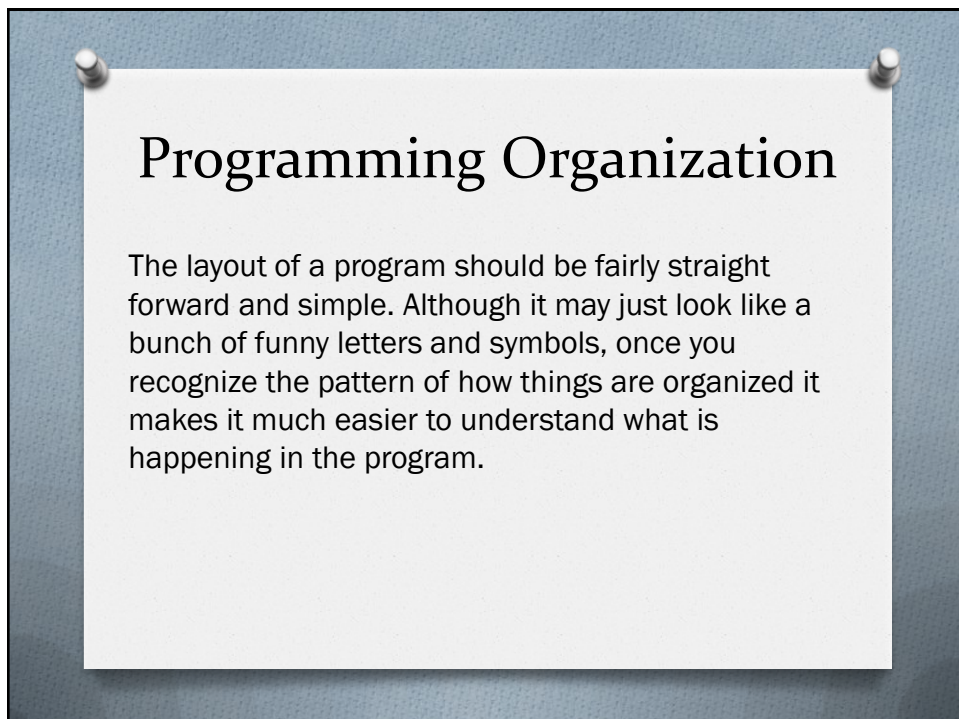 Programming Organization
The layout of a program should be fairly straight
forward and simple. Although it may just look like a
bunch of funny letters and symbols, once you
recognize the pattern of how things are organized it
makes it much easier to understand what is
happening in the program.